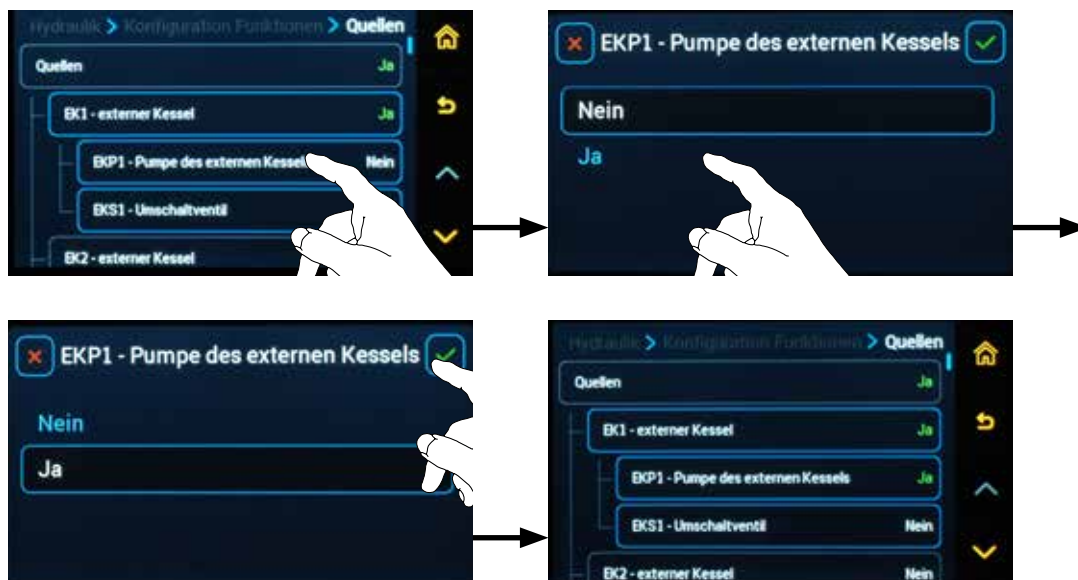 Hydraulik > Konfiguration Funktionen > Quellen
Quellen Ja
EK1 - externer Kessel Ja
EKP1 - Pumpe des externen Kessels Nein
EKS1 - Umschaltventil
EK2 - externer Kessel
EKP1 - Pumpe des externen Kessels
Nein
Ja
EKP1 - Pumpe des externen Kessels
Nein
Ja
Hydraulik > Konfiguration Funktionen > Quellen
Quellen Ja
EK1 - externer Kessel Ja
EKP1 - Pumpe des externen Kessels Ja
EKS1 - Umschaltventil Nein
EK2 - externer Kessel Nein